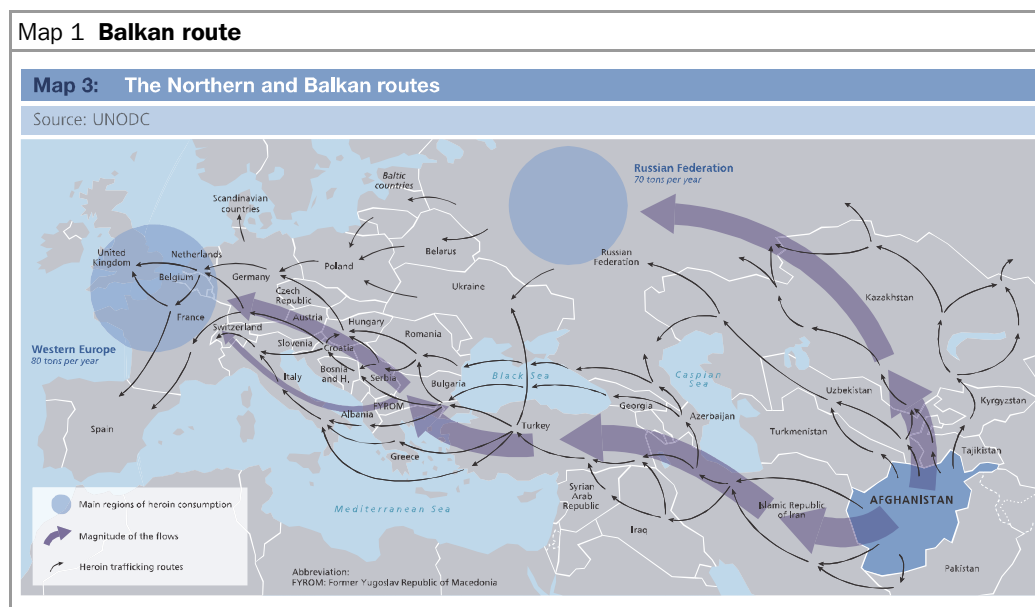 Map 1 Balkan route
Map 3: The Northern and Balkan routes
Source: UNODC
Baltic
countries
Russian Federation
70 tons per year
Scandinavian
countries
United
Kingdom
Netherlands
Belgium
Germany
Poland
Belarus
Russian
Federation
Czech
Republic
Ukraine
Kazakhstan
France
Austria
Switzerland
Hungary
Slovenia
Croatia
Romania
Western Europe
80 tons per year
Italy
Bosnia
and H.
Serbia
Bulgaria
Black Sea
Caspian
Sea
Uzbekistan
Kyrgyzstan
Georgia
Azerbaijan
FYROM
Albania
Spain
Turkey
Turkmenistan
Tajikistan
Greece
Syrian
Arab
Republic
Islamic Republic
of Iran
AFGHANISTAN
Mediterranean Sea
Iraq
Pakistan
Main regions of heroin consumption
Magnitude of the flows
Heroin trafficking routes
Abbreviation:
FYROM: Former Yugoslav Republic of Macedonia